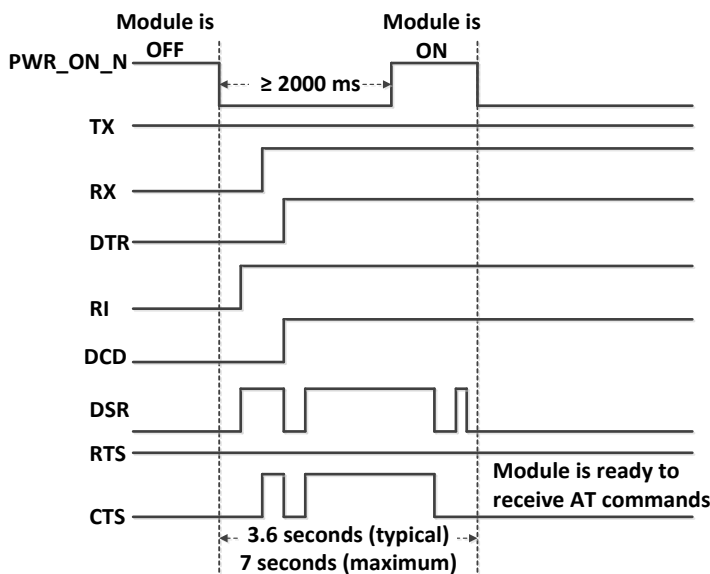 Module is
OFF
Module is
ON
PWR_ON_N
≥ 2000 ms
TX
RX
DTR
RI
DCD
DSR
RTS
CTS
Module is ready to
receive AT commands
3.6 seconds (typical)
7 seconds (maximum)